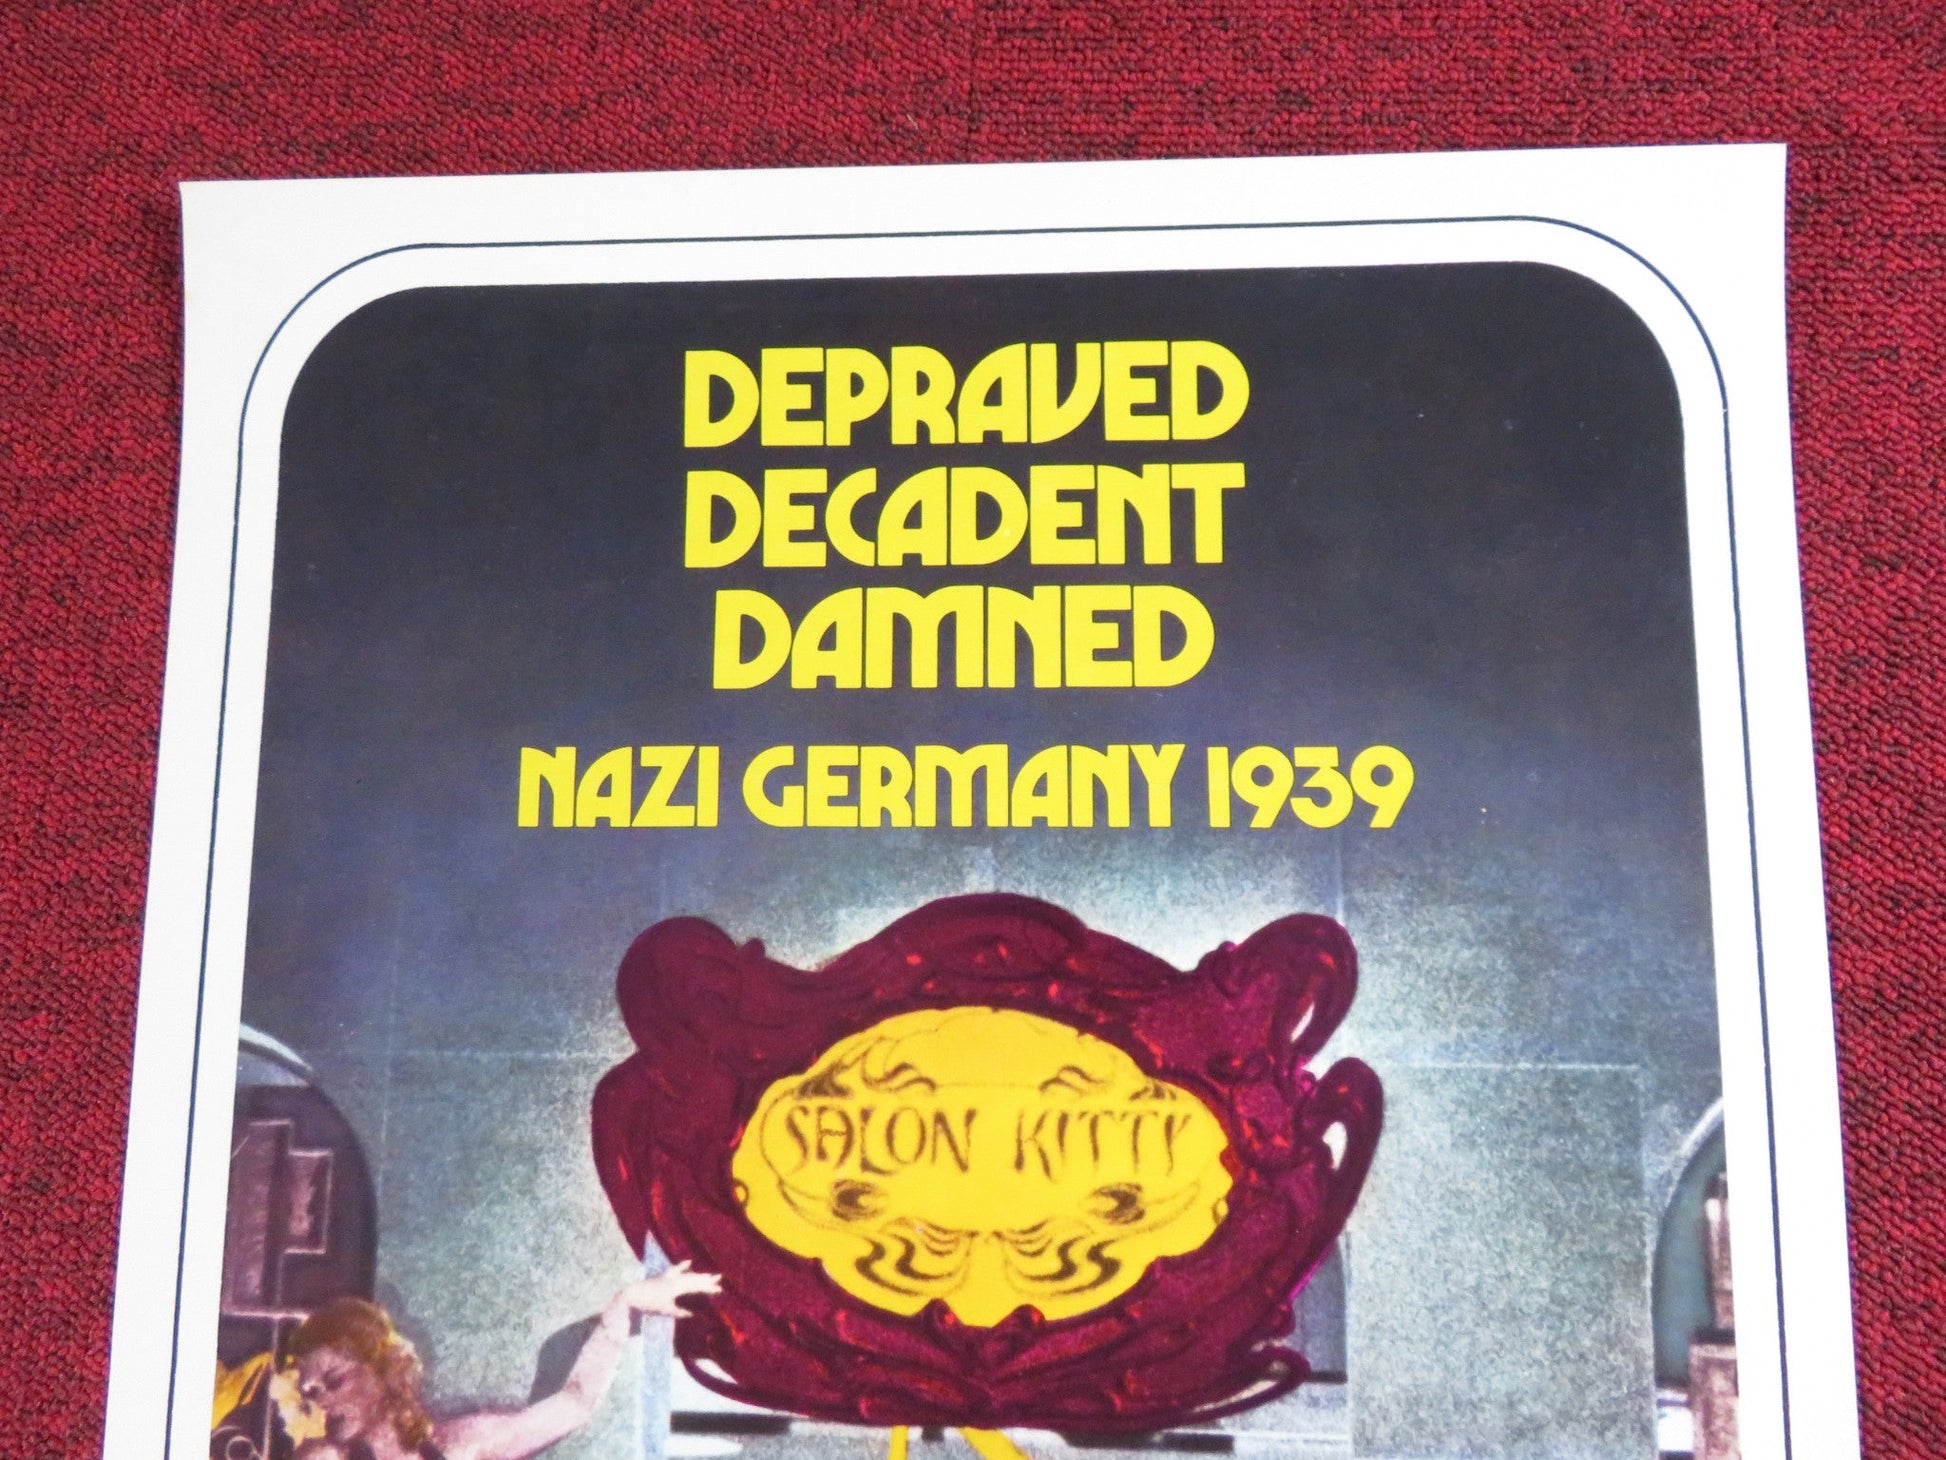 DEPRAVED
DECADENT
DAMNED
NAZI GERMANY 1939
SALON KITTY